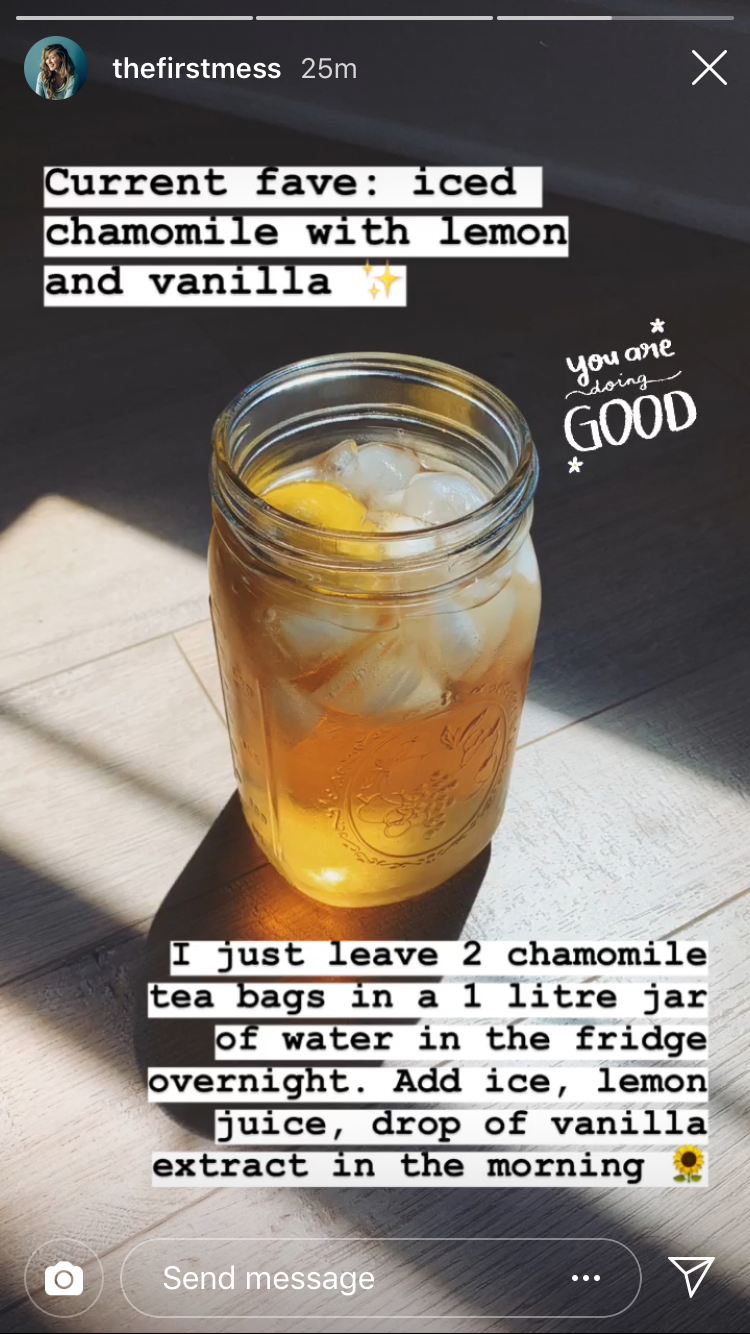 thefirstmess 25m
Current fave: iced
chamomile with lemon
and vanilla ✨
you are
doing
GOOD
I just leave 2 chamomile
tea bags in a 1 litre jar
of water in the fridge
overnight. Add ice, lemon
juice, drop of vanilla
extract in the morning 🌻
Send message